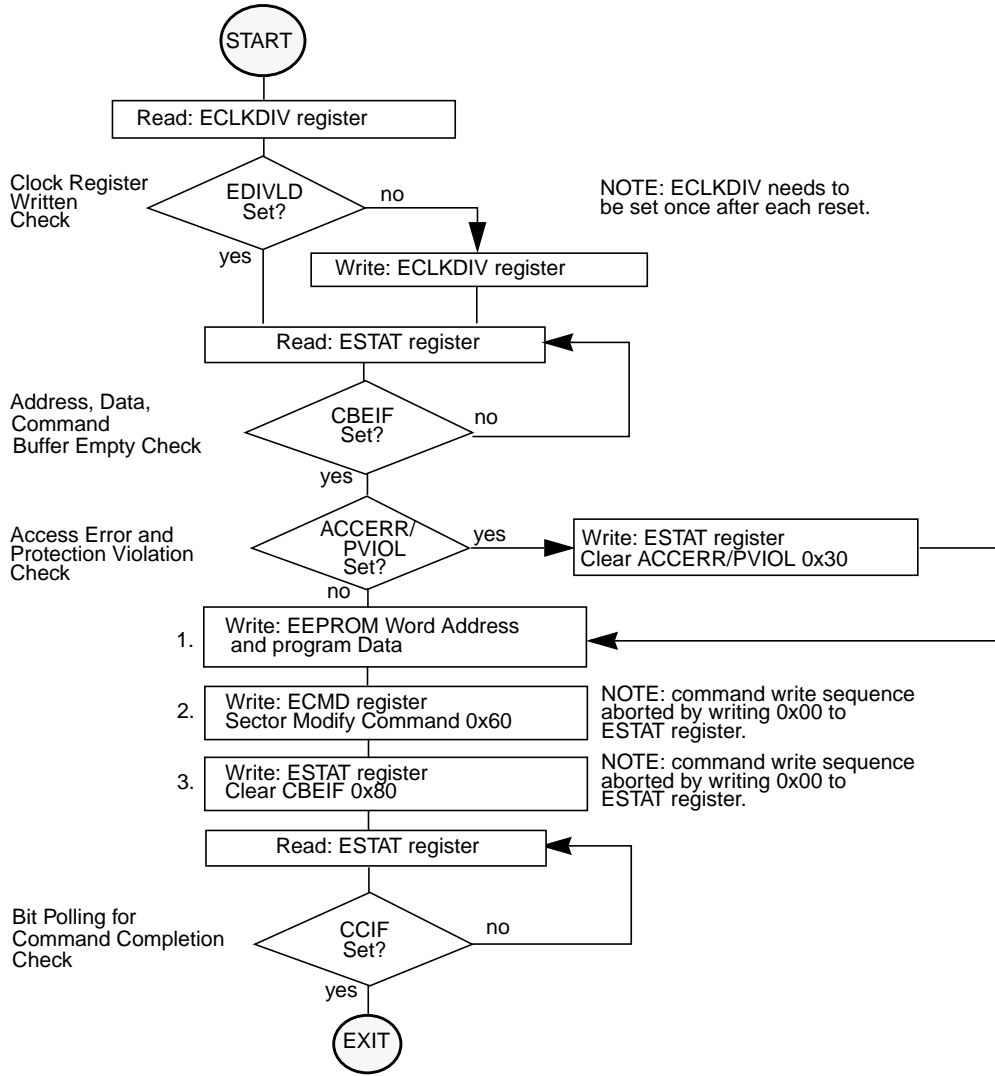 START
Read: ECLKDIV register
Clock Register
Written
Check
EDIVLD
Set?
no
yes
NOTE: ECLKDIV needs to
be set once after each reset.
Write: ECLKDIV register
Read: ESTAT register
Address, Data,
Command
Buffer Empty Check
CBEIF
Set?
no
yes
Access Error and
Protection Violation
Check
ACCERR/
PVIOL
Set?
yes
no
Write: ESTAT register
Clear ACCERR/PVIOL 0x30
1.
Write: EEPROM Word Address
and program Data
2.
Write: ECMD register
Sector Modify Command 0x60
NOTE: command write sequence
aborted by writing 0x00 to
ESTAT register.
3.
Write: ESTAT register
Clear CBEIF 0x80
NOTE: command write sequence
aborted by writing 0x00 to
ESTAT register.
Read: ESTAT register
Bit Polling for
Command Completion
Check
CCIF
Set?
no
yes
EXIT